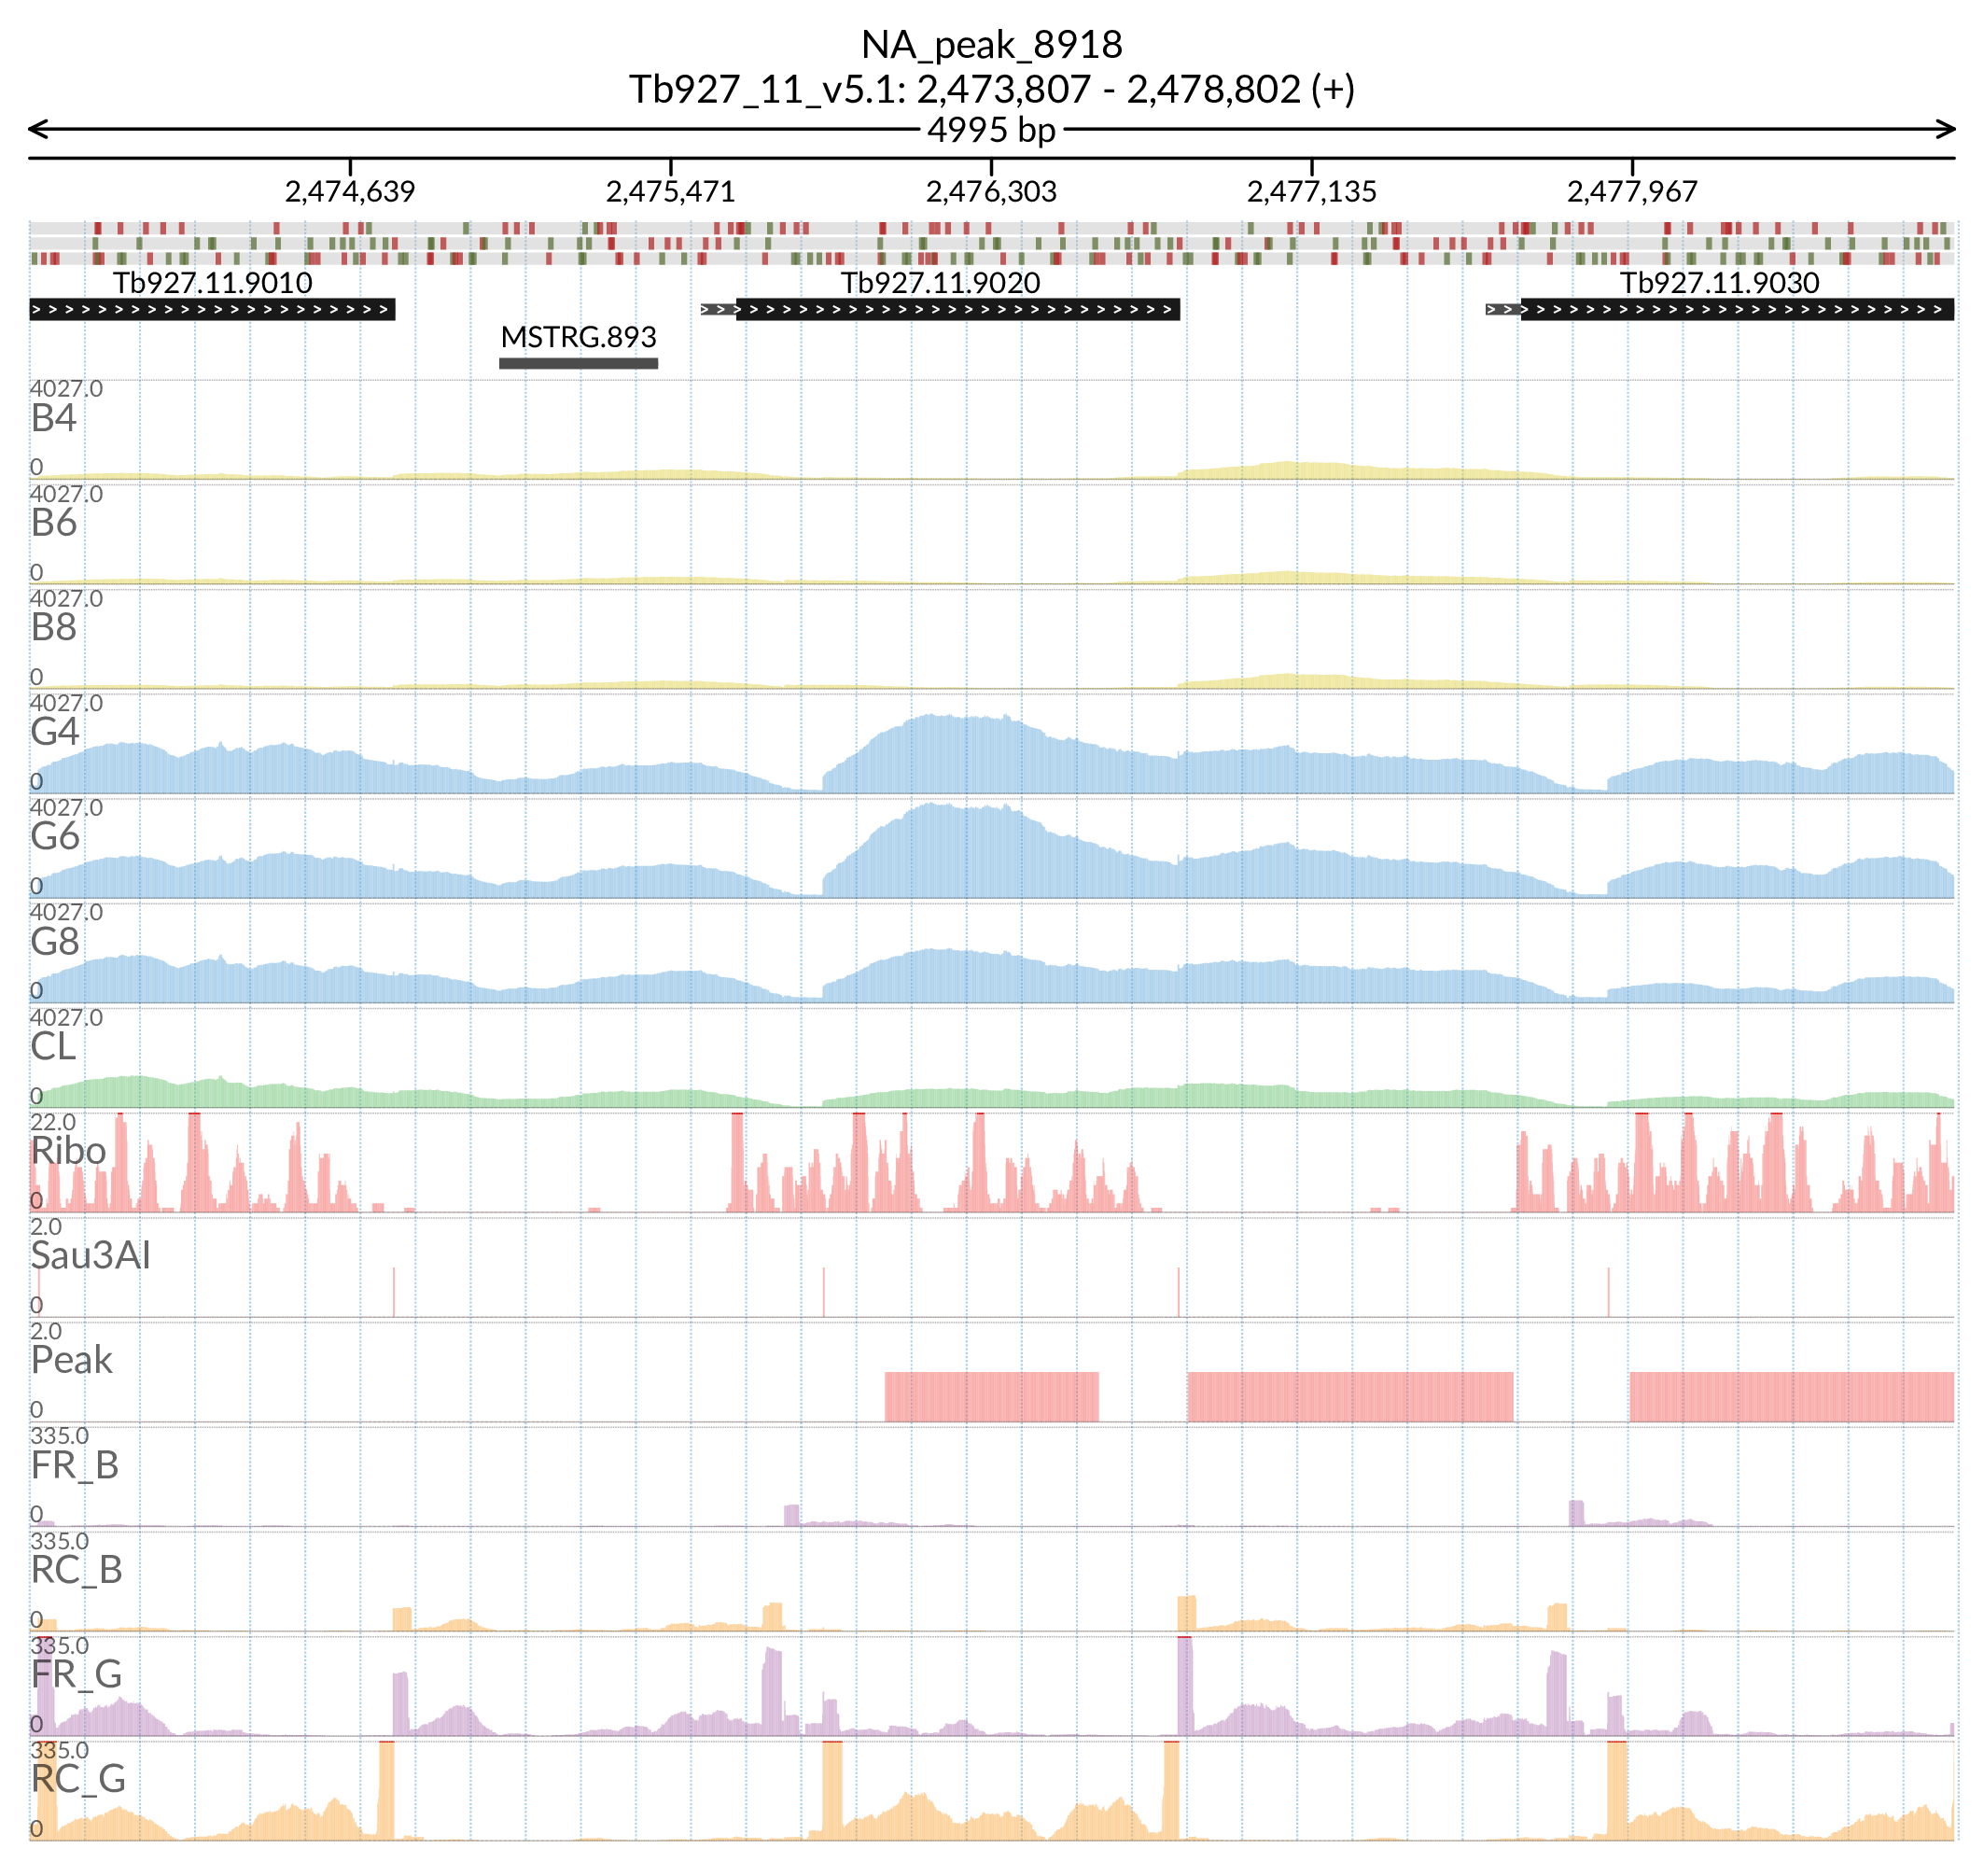 NA_peak_8918
Tb927_11_v5.1: 2,473,807 - 2,478,802 (+)
4995 bp
2,474,639 2,475,471 2,476,303 2,477,135 2,477,967
Tb927.11.9010 Tb927.11.9020 Tb927.11.9030
MSTRG.893
4027.0
B4
0
4027.0
B6
0
4027.0
B8
0
4027.0
G4
0
4027.0
G6
0
4027.0
G8
0
4027.0
CL
0
22.0
Ribo
0
2.0
Sau3AI
0
2.0
Peak
0
335.0
FR_B
0
335.0
RC_B
0
335.0
FR_G
0
335.0
RC_G
0